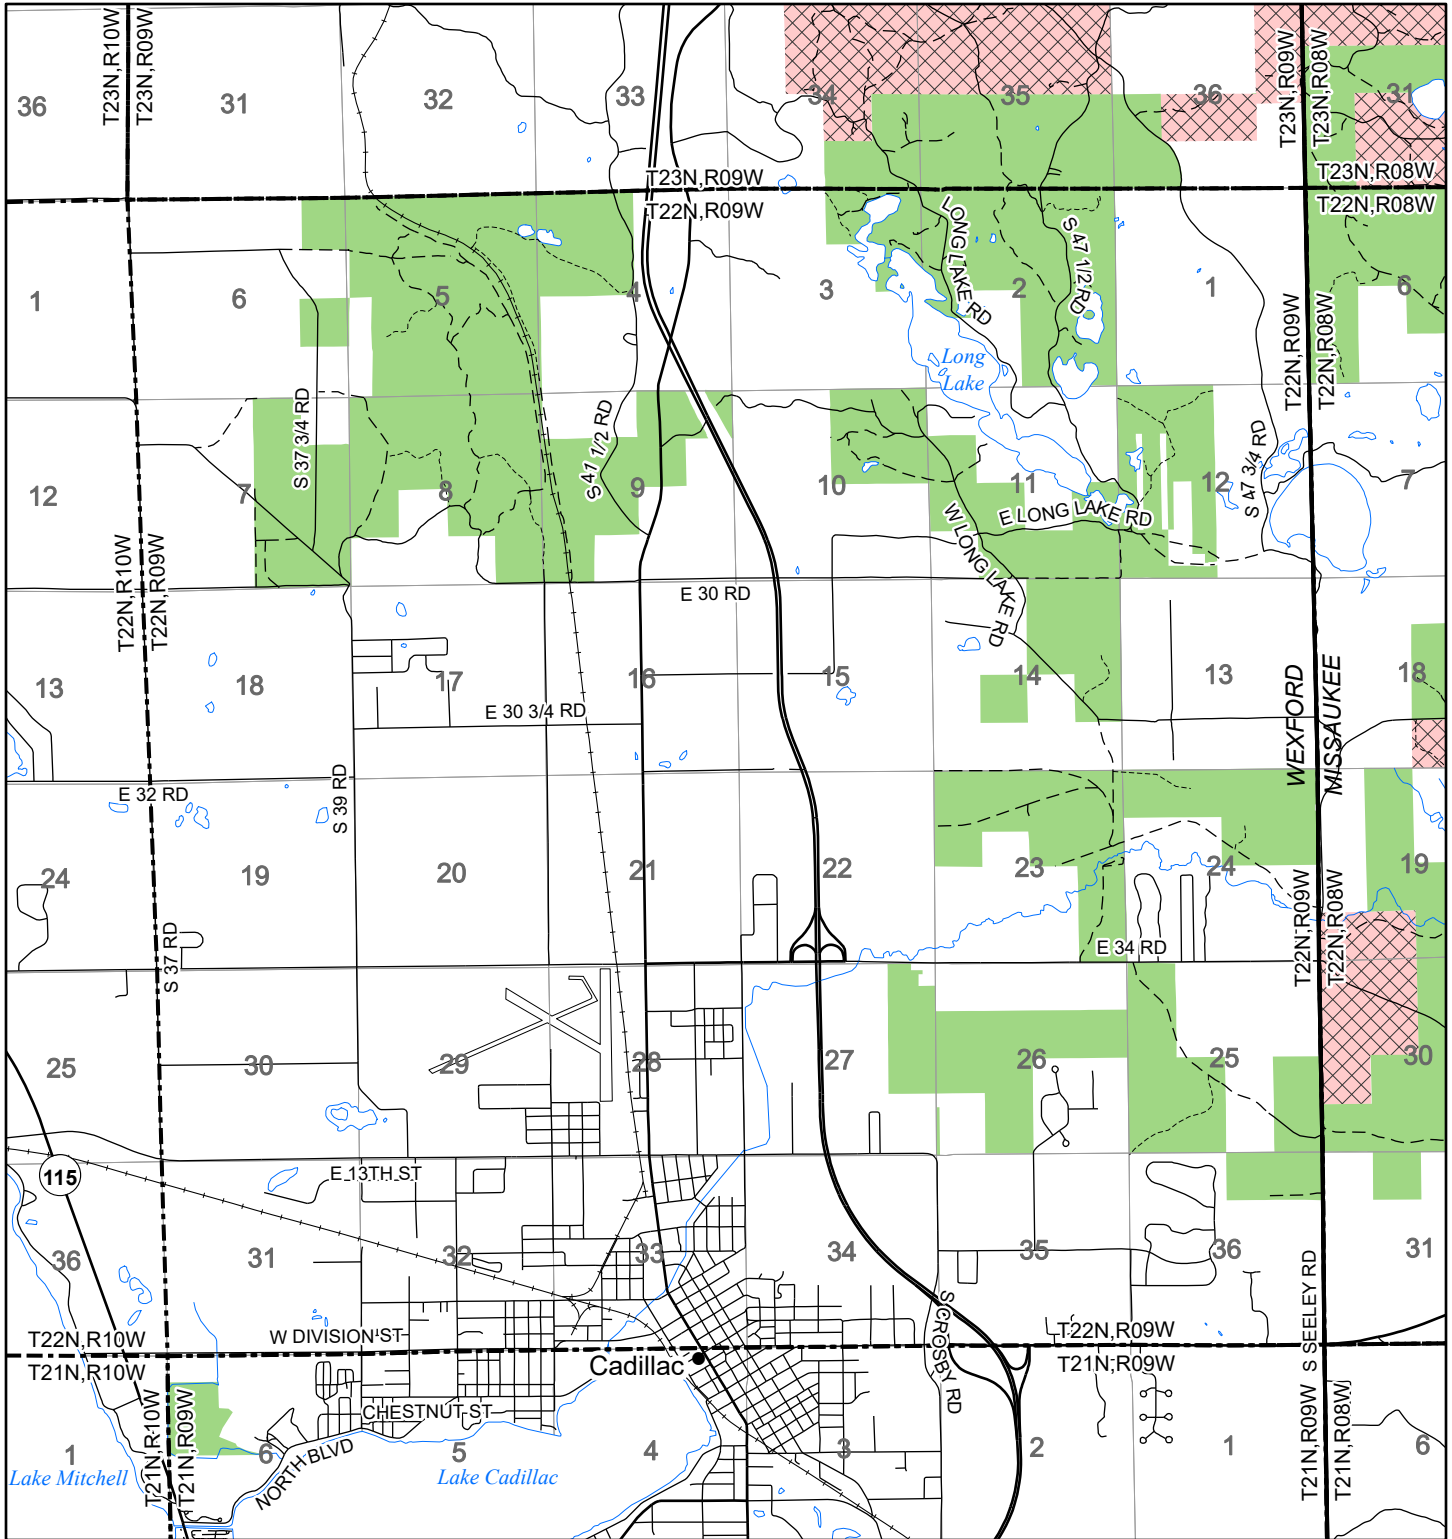 T23N,R10W
T23N,R09W
T23N,R09W
T23N,R08W
36
31
32
33
34
35
36
31
T23N,R09W
T22N,R09W
T23N,R08W
T22N,R08W
1
6
5
4
3
2
1
6
LONG LAKE RD
S 47 1/2 RD
T22N,R09W
T22N,R08W
Long
Lake
S 37 3/4 RD
S 41 1/2 RD
S 47 3/4 RD
12
7
8
9
10
11
12
7
E LONG LAKE RD
W LONG LAKE RD
T22N,R10W
T22N,R09W
E 30 RD
13
18
17
16
15
14
13
18
E 30 3/4 RD
WEXFORD
MISSAUKEE
E 32 RD
S 39 RD
24
19
20
21
22
23
24
19
S 37 RD
E 34 RD
T22N,R09W
T22N,R08W
25
30
29
28
27
26
25
30
115
E 13TH ST
36
31
32
33
34
35
36
31
S CROSBY RD
S SEELEY RD
T22N,R10W
T21N,R10W
W DIVISION ST
T22N,R09W
T21N,R09W
Cadillac
CHESTNUT ST
T21N,R10W
T21N,R09W
T21N,R09W
T21N,R08W
1
6
5
4
3
2
1
6
NORTH BLVD
Lake Mitchell
Lake Cadillac